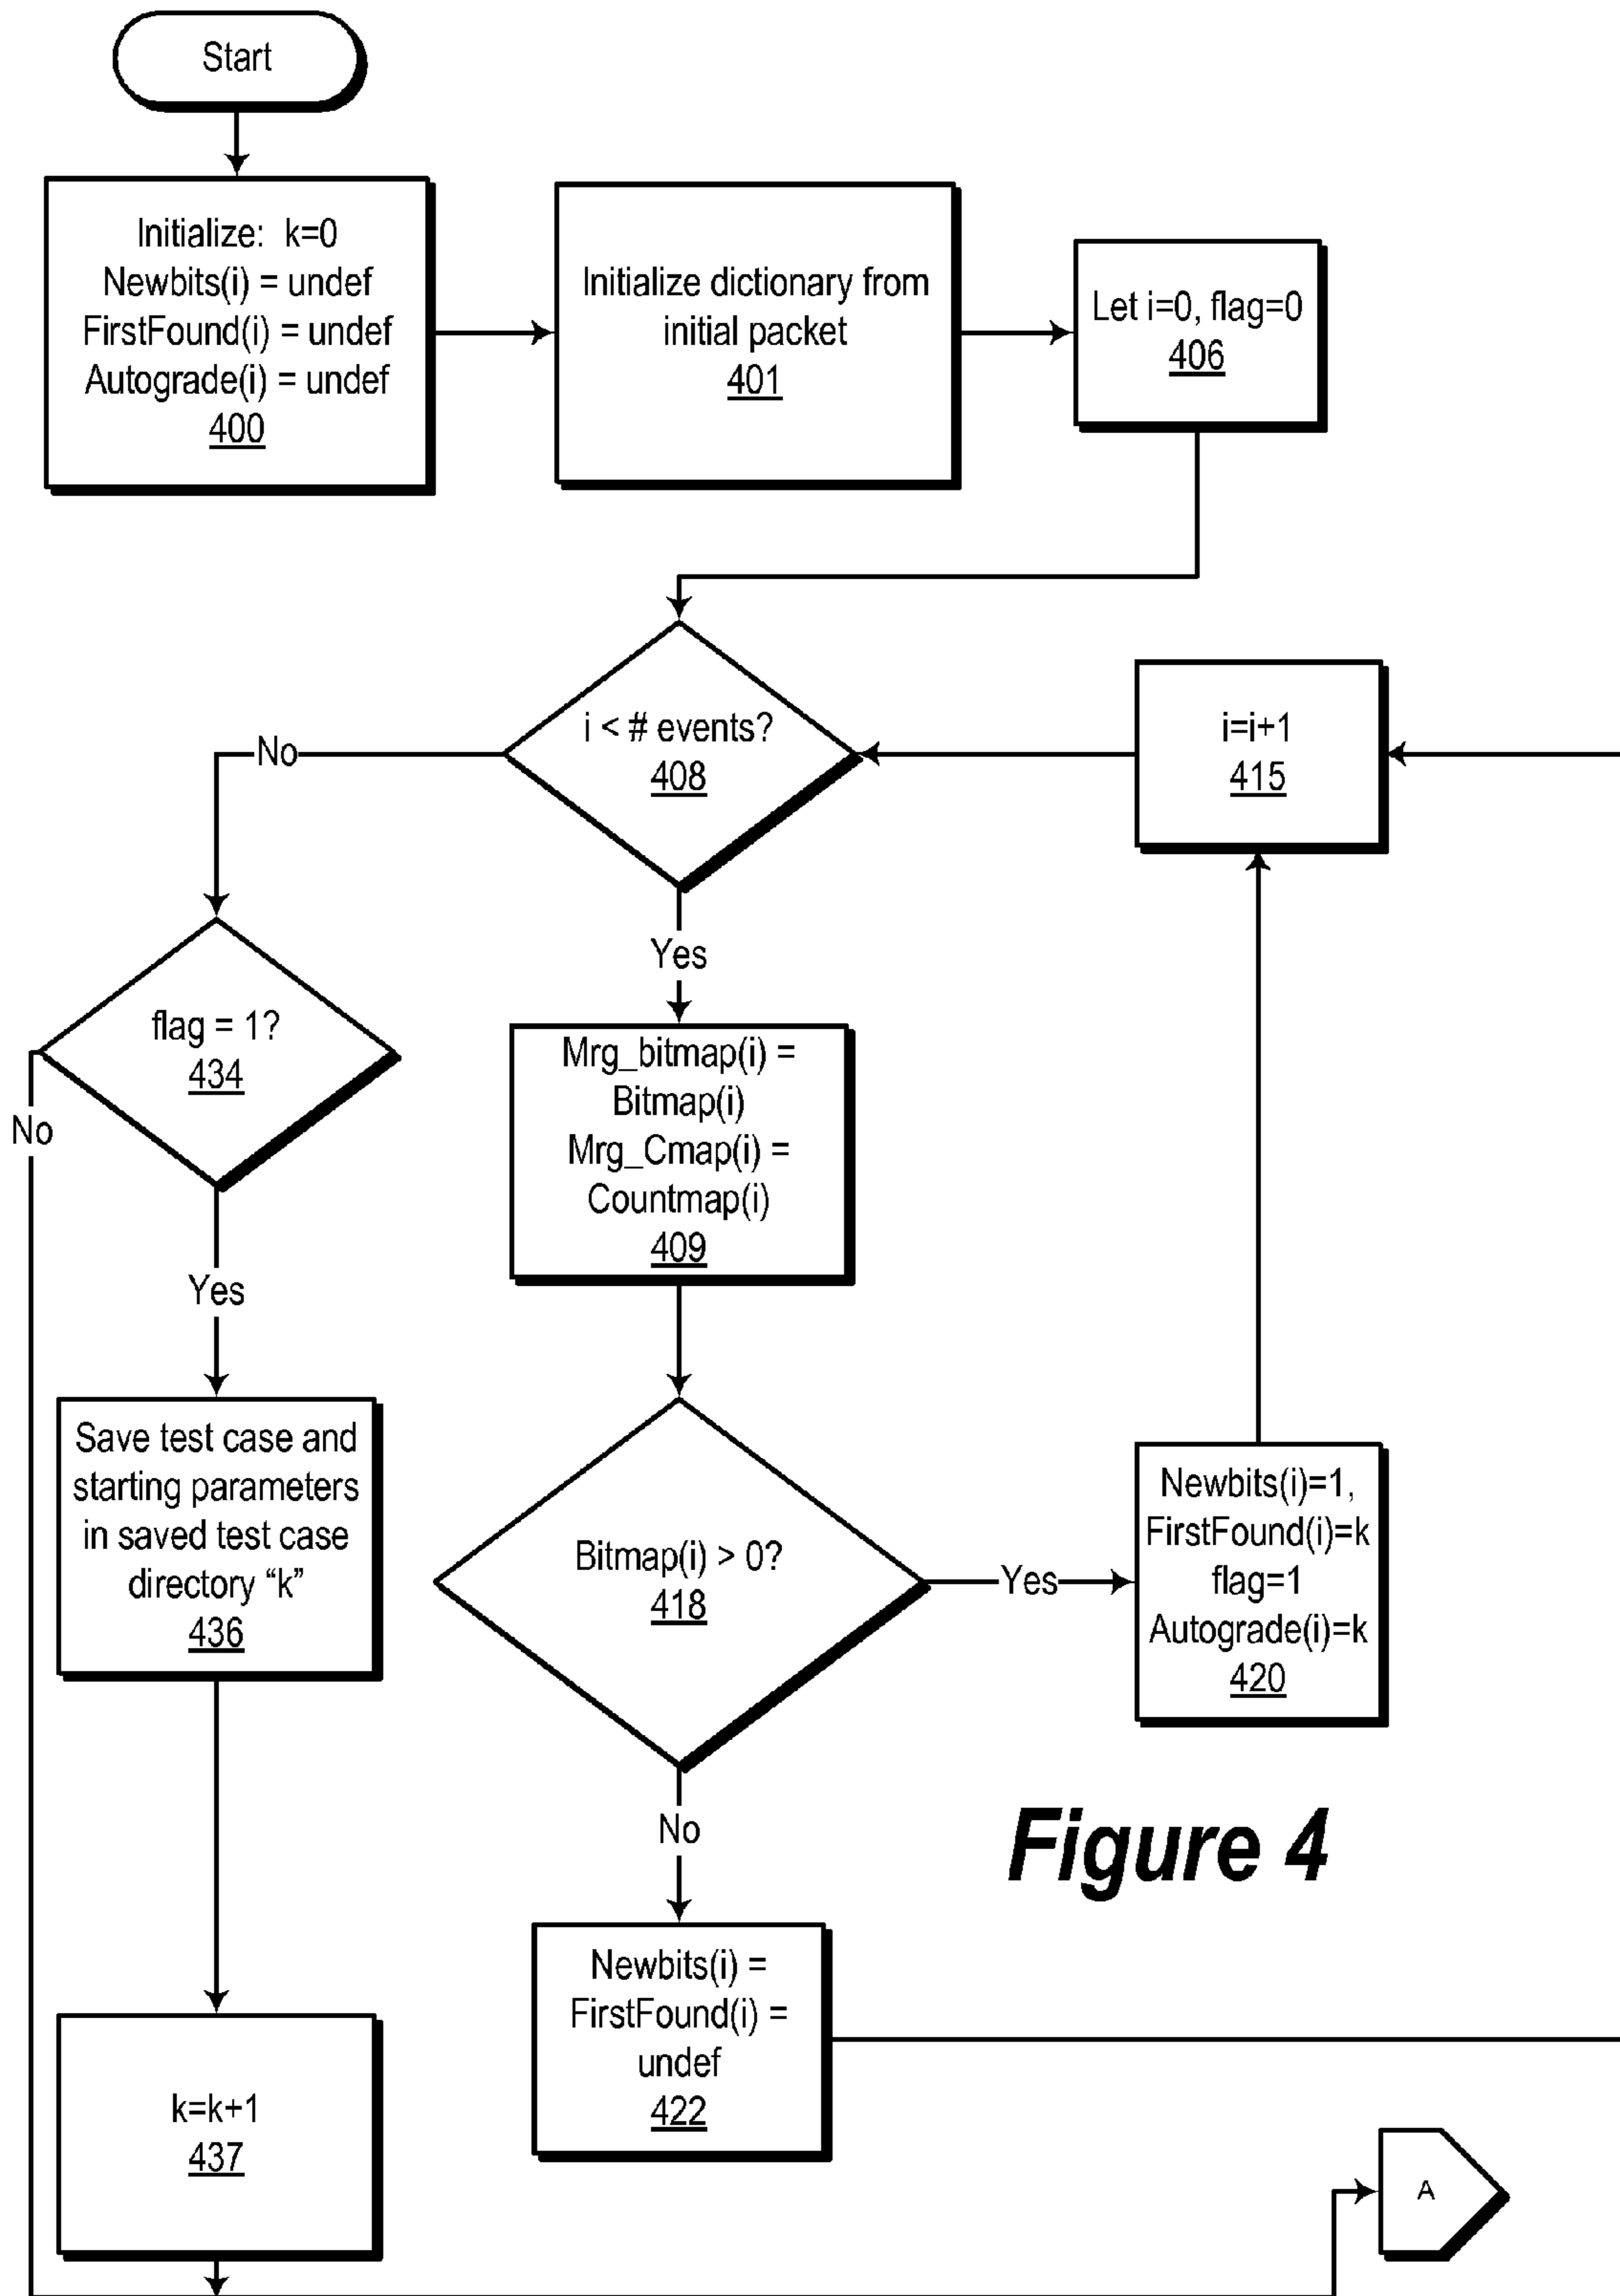 Start
Initialize: k=0
Newbits(i) = undef
FirstFound(i) = undef
Autograde(i) = undef
400
Initialize dictionary from
initial packet
401
Let i=0, flag=0
406
i < # events?
408
i=i+1
415
No
Yes
flag = 1?
434
No
Yes
Mrg_bitmap(i) =
Bitmap(i)
Mrg_Cmap(i) =
Countmap(i)
409
Save test case and
starting parameters
in saved test case
directory “k”
436
Bitmap(i) > 0?
418
Yes
Newbits(i)=1,
FirstFound(i)=k
flag=1
Autograde(i)=k
420
No
Figure 4
Newbits(i) =
FirstFound(i) =
undef
422
k=k+1
437
A